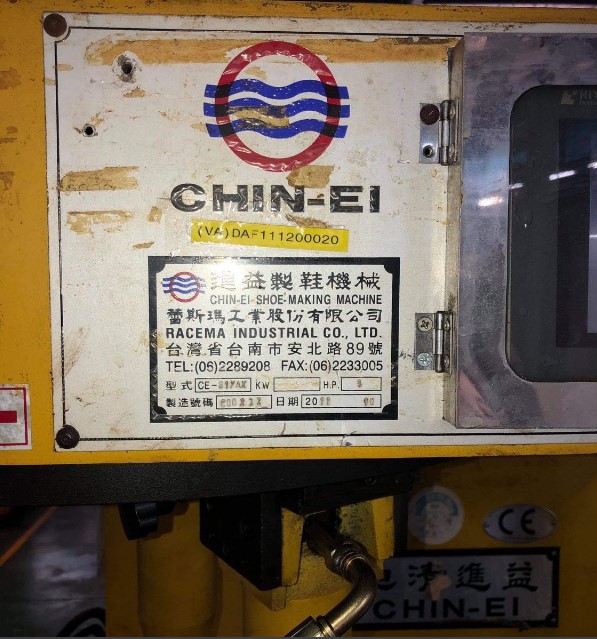 CHIN-EI
(VA)DAF111200020
進益製鞋機械
CHIN-EI SHOE-MAKING MACHINE
蕾斯瑪工業股份有限公司
RACEMA INDUSTRIAL CO., LTD.
台灣省台南市安北路89號
TEL:(06)2289208 FAX:(06)2233005
型式 KW H.P.
製造號碼 日期
CE
清進益
CHIN-EI